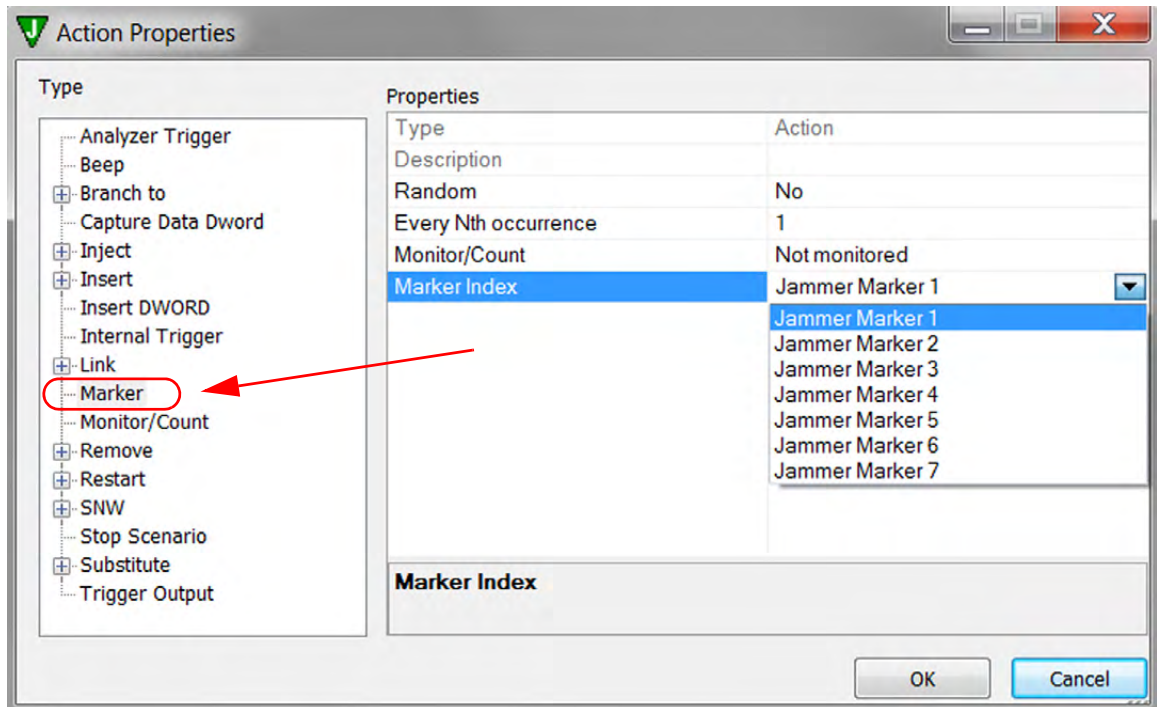 Action Properties
Type
Analyzer Trigger
Beep
Branch to
Capture Data Dword
Inject
Insert
Insert DWORD
Internal Trigger
Link
Marker
Monitor/Count
Remove
Restart
SNW
Stop Scenario
Substitute
Trigger Output
Properties
Type Action
Description
Random No
Every Nth occurrence 1
Monitor/Count Not monitored
Marker Index Jammer Marker 1
Jammer Marker 1
Jammer Marker 2
Jammer Marker 3
Jammer Marker 4
Jammer Marker 5
Jammer Marker 6
Jammer Marker 7
Marker Index
OK Cancel